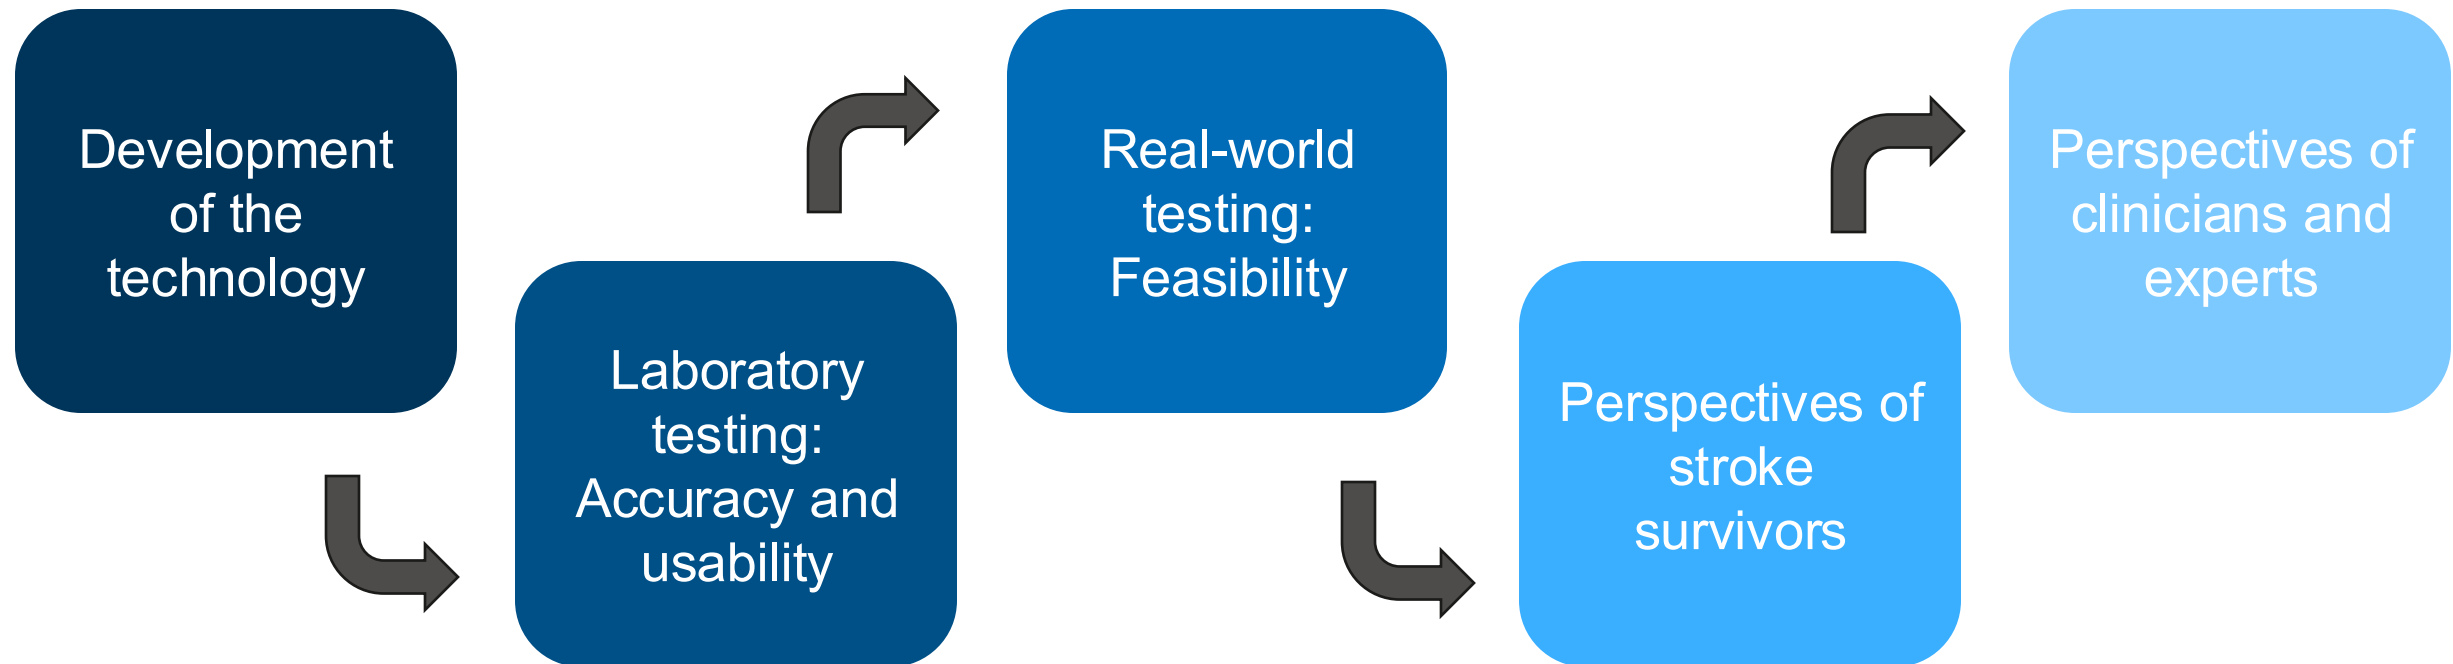 Development
of the
technology
Laboratory
testing:
Accuracy and
usability
Real-world
testing:
Feasibility
Perspectives of
stroke
survivors
Perspectives of
clinicians and
experts